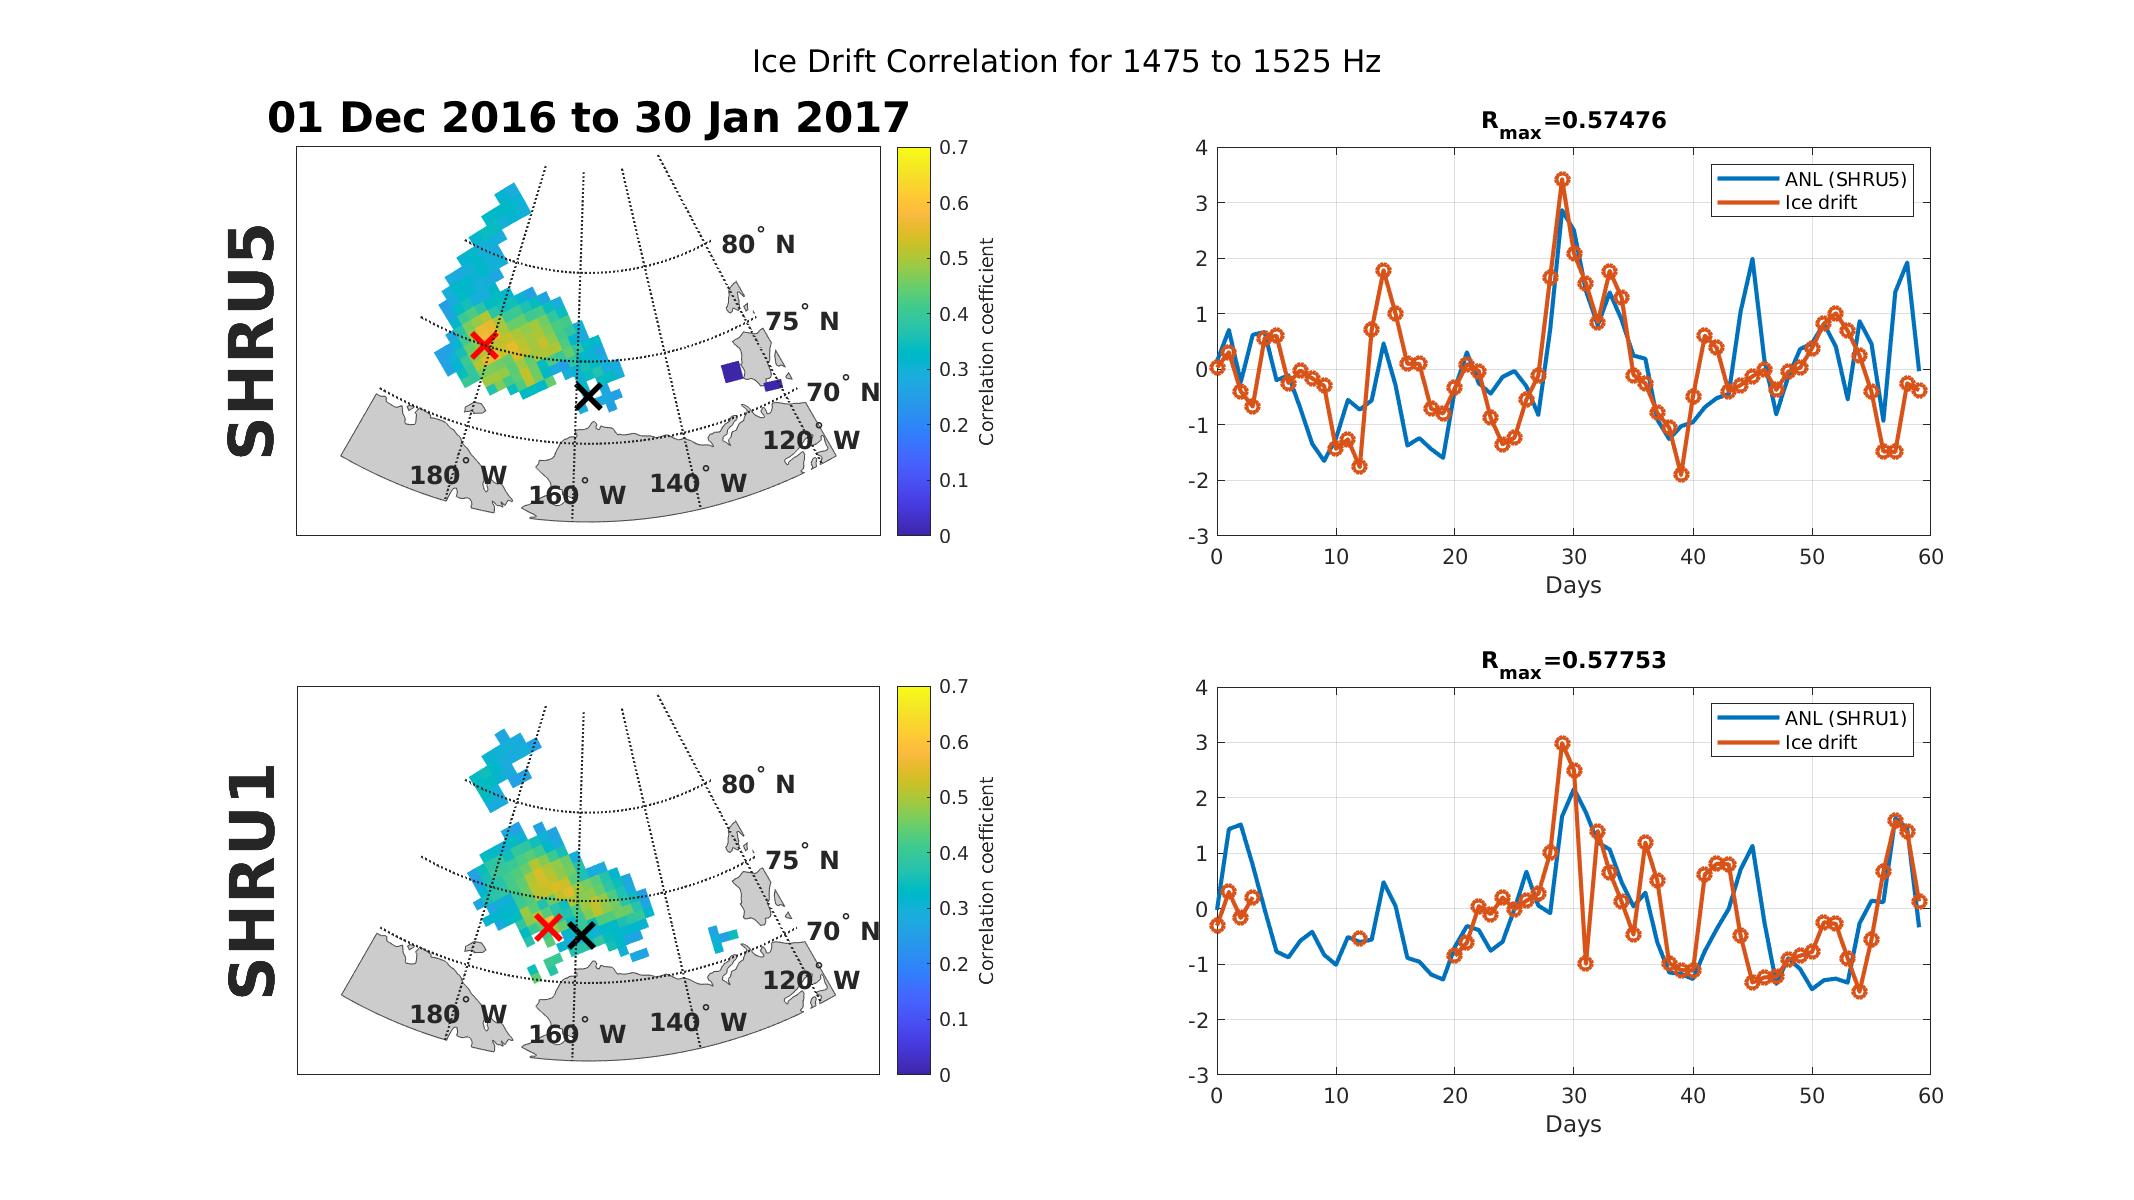 Ice Drift Correlation for 1475 to 1525 Hz
01 Dec 2016 to 30 Jan 2017
SHRU5
80° N
75° N
70° N
120° W
140° W
160° W
180° W
0.7
0.6
0.5
0.4
0.3
0.2
0.1
0
Correlation coefficient
Rmax=0.57476
ANL (SHRU5)
Ice drift
4
3
2
1
0
-1
-2
-3
0 10 20 30 40 50 60
Days
SHRU1
80° N
75° N
70° N
120° W
140° W
160° W
180° W
0.7
0.6
0.5
0.4
0.3
0.2
0.1
0
Correlation coefficient
Rmax=0.57753
ANL (SHRU1)
Ice drift
4
3
2
1
0
-1
-2
-3
0 10 20 30 40 50 60
Days